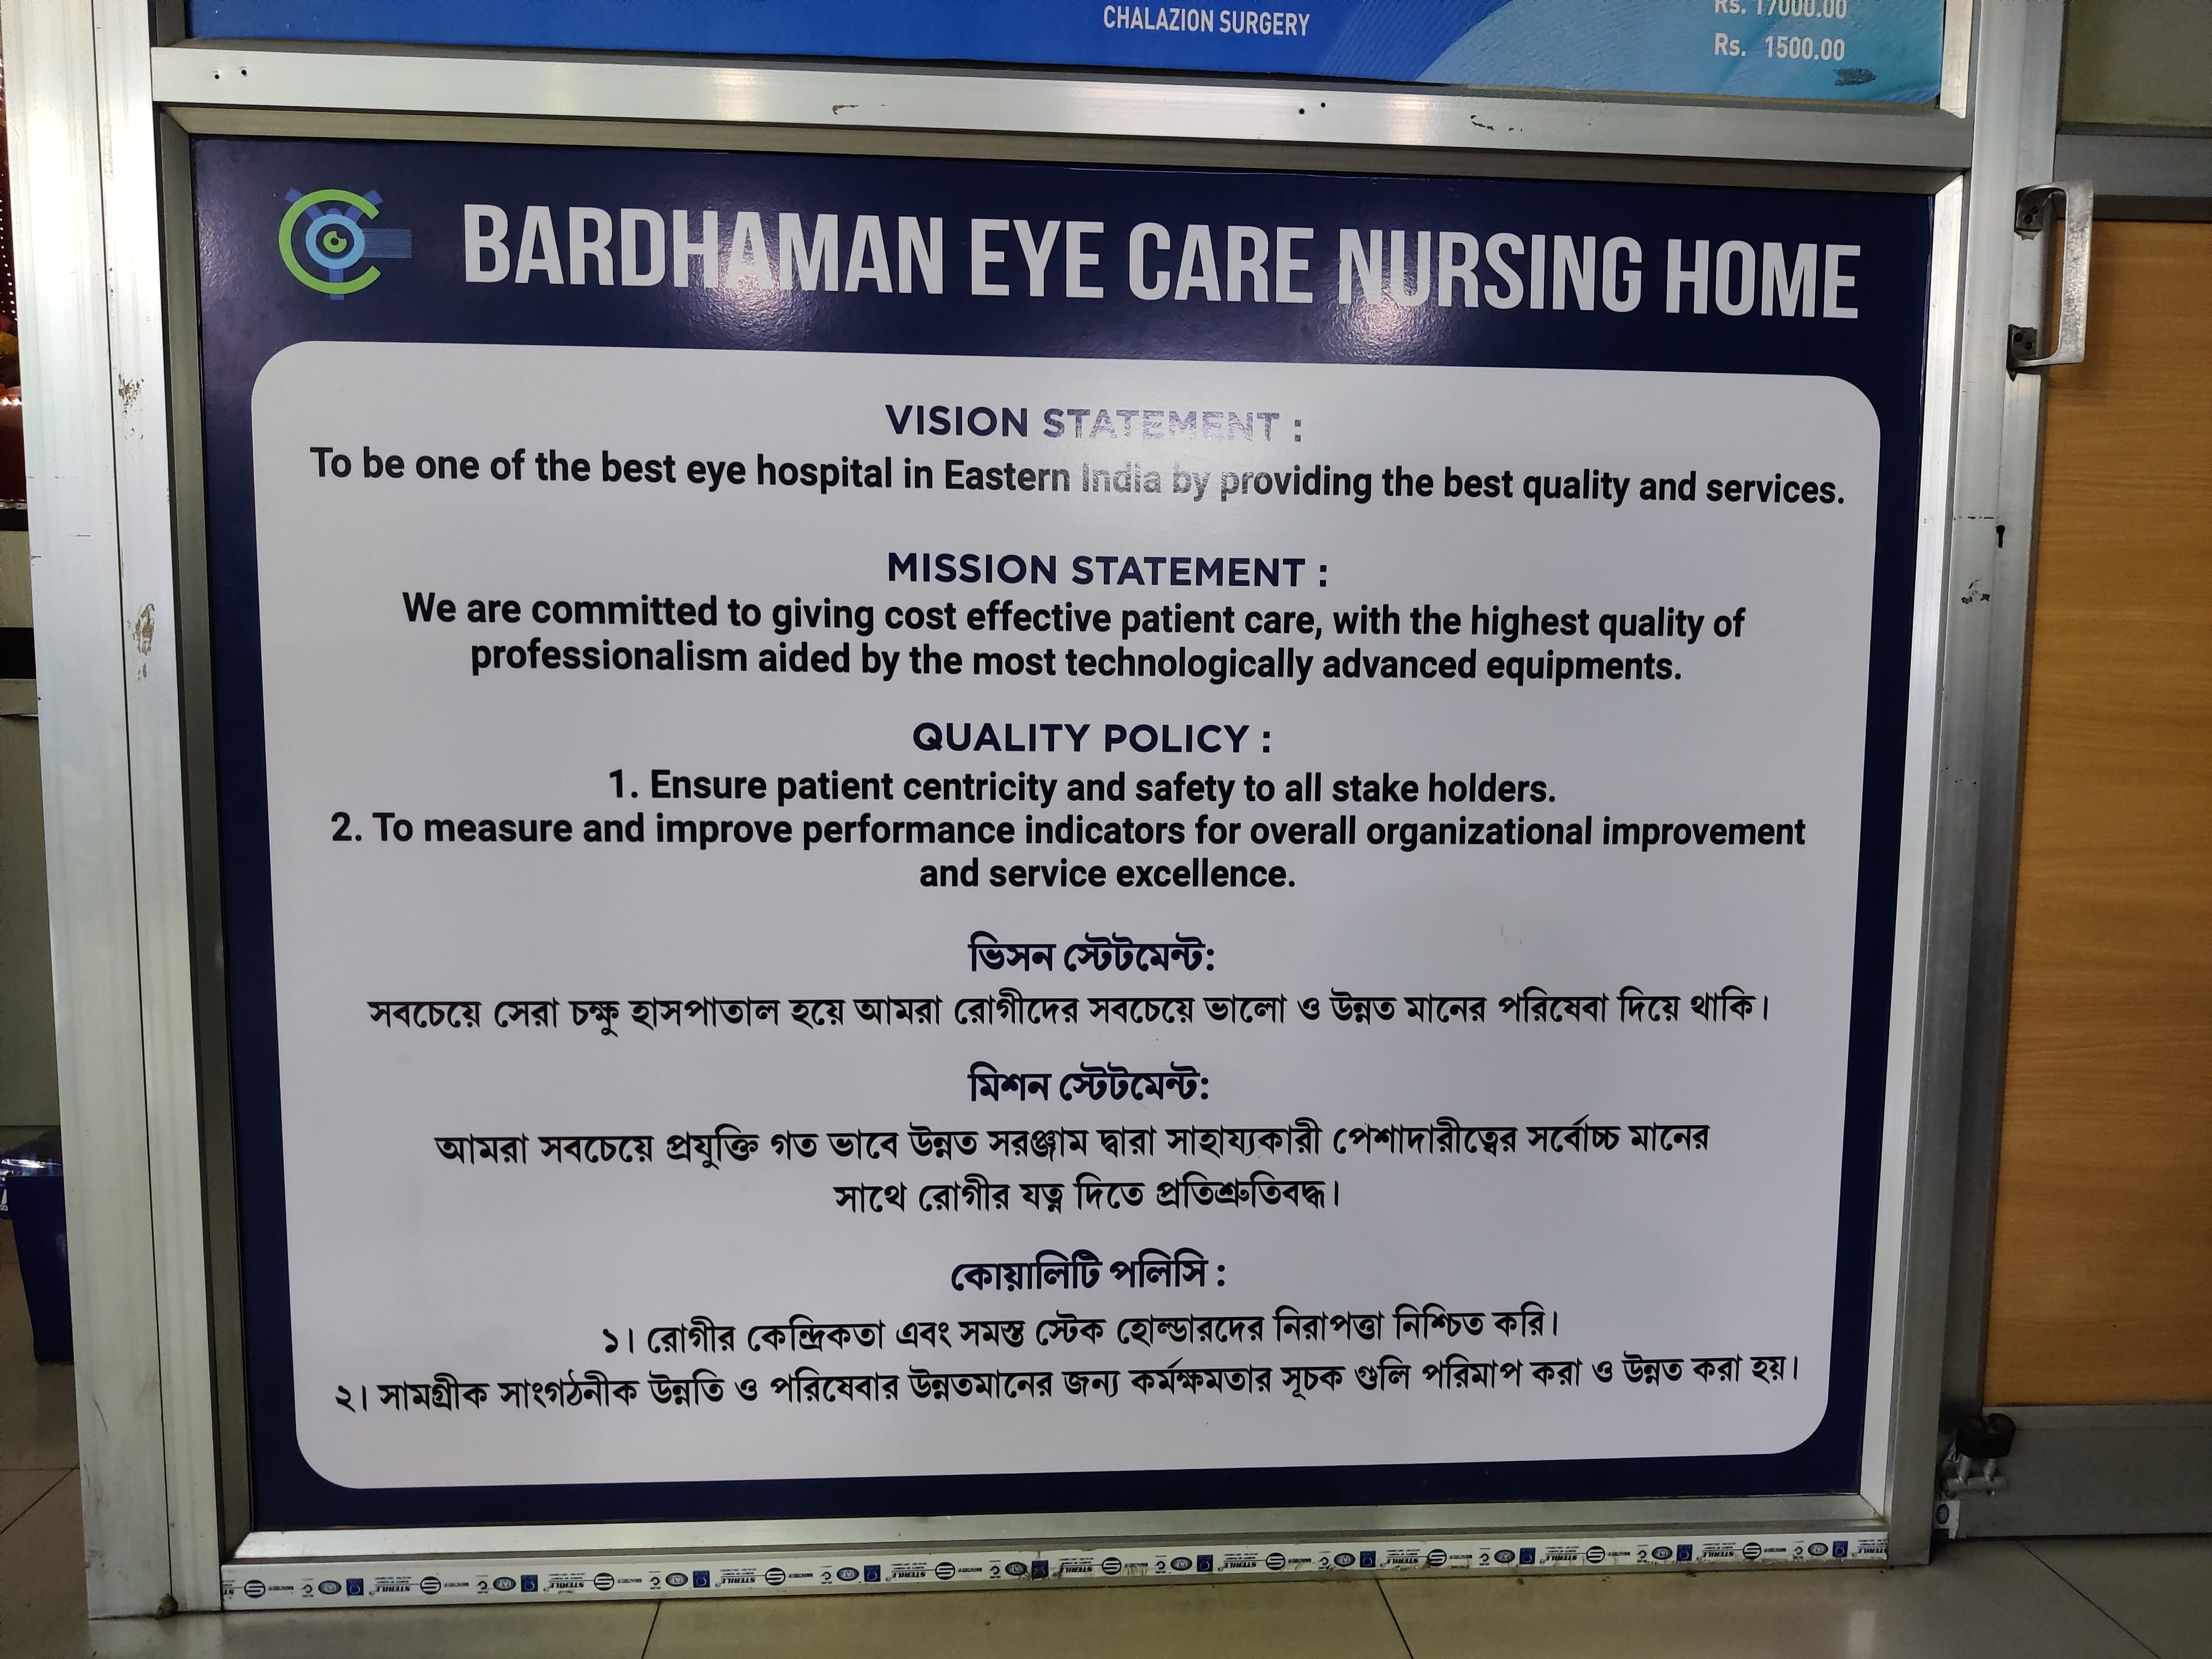 CHALAZION SURGERY
Rs. 17000.00
Rs. 1500.00
BARDHAMAN EYE CARE NURSING HOME
VISION STATEMENT :
To be one of the best eye hospital in Eastern India by providing the best quality and services.
MISSION STATEMENT :
We are committed to giving cost effective patient care, with the highest quality of
professionalism aided by the most technologically advanced equipments.
QUALITY POLICY :
1. Ensure patient centricity and safety to all stake holders.
2. To measure and improve performance indicators for overall organizational improvement
and service excellence.
ভিসন স্টেটমেন্ট:
সবচেয়ে সেরা চক্ষু হাসপাতাল হয়ে আমরা রোগীদের সবচেয়ে ভালো ও উন্নত মানের পরিষেবা দিয়ে থাকি।
মিশন স্টেটমেন্ট:
আমরা সবচেয়ে প্রযুক্তি গত ভাবে উন্নত সরঞ্জাম দ্বারা সাহায্যকারী পেশাদারীত্বের সর্বোচ্চ মানের
সাথে রোগীর যত্ন দিতে প্রতিশ্রুতিবদ্ধ।
কোয়ালিটি পলিসি :
১। রোগীর কেন্দ্রিকতা এবং সমস্ত স্টেক হোল্ডারদের নিরাপত্তা নিশ্চিত করি।
২। সামগ্রীক সাংগঠনীক উন্নতি ও পরিষেবার উন্নতমানের জন্য কর্মক্ষমতার সূচক গুলি পরিমাপ করা ও উন্নত করা হয়।